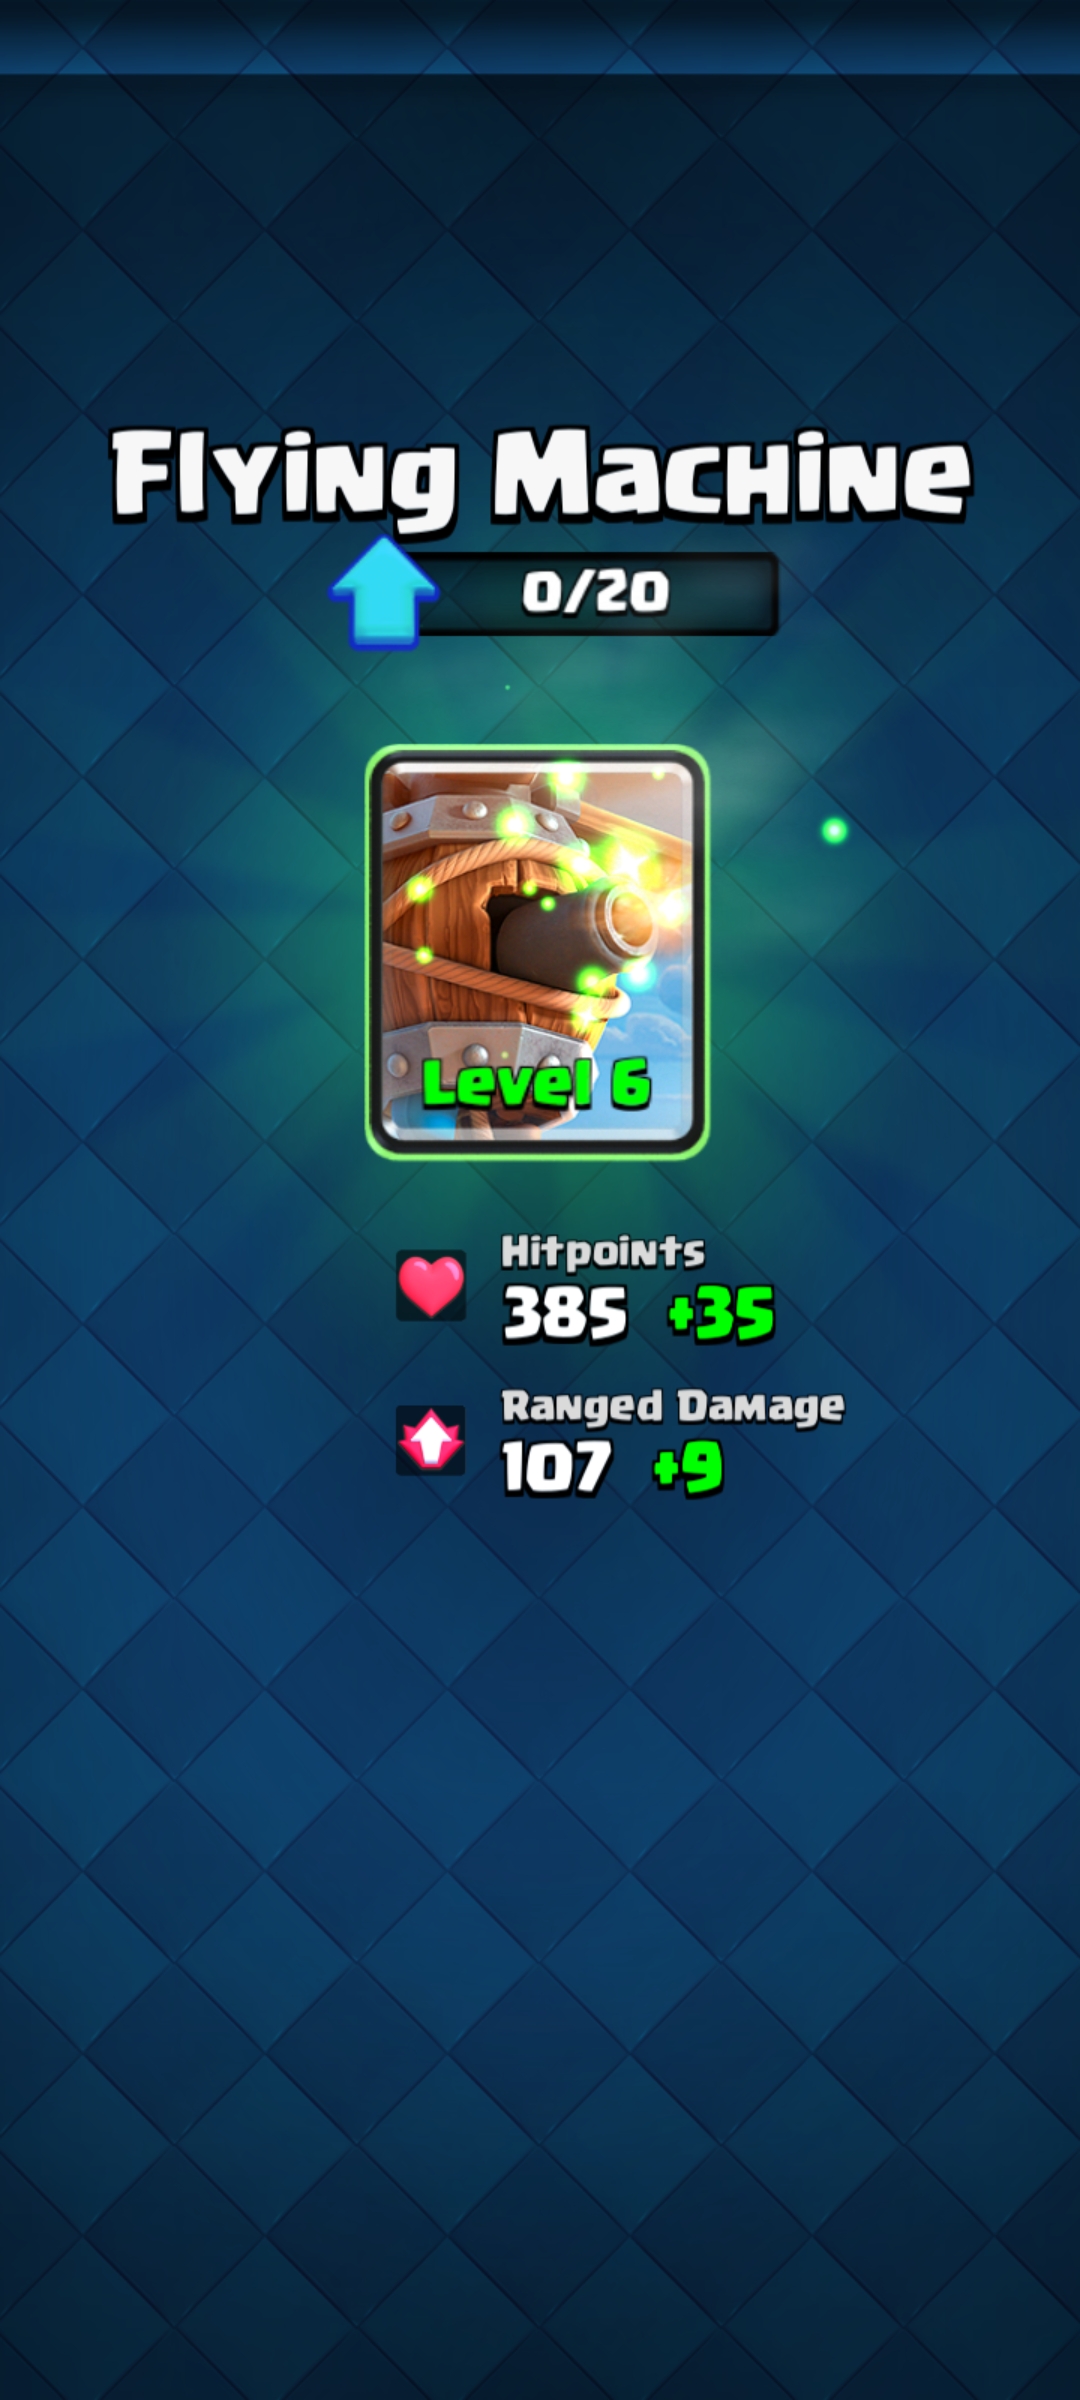 Flying Machine
0/20
Level 6
Hitpoints
385 +35
Ranged Damage
107 +9